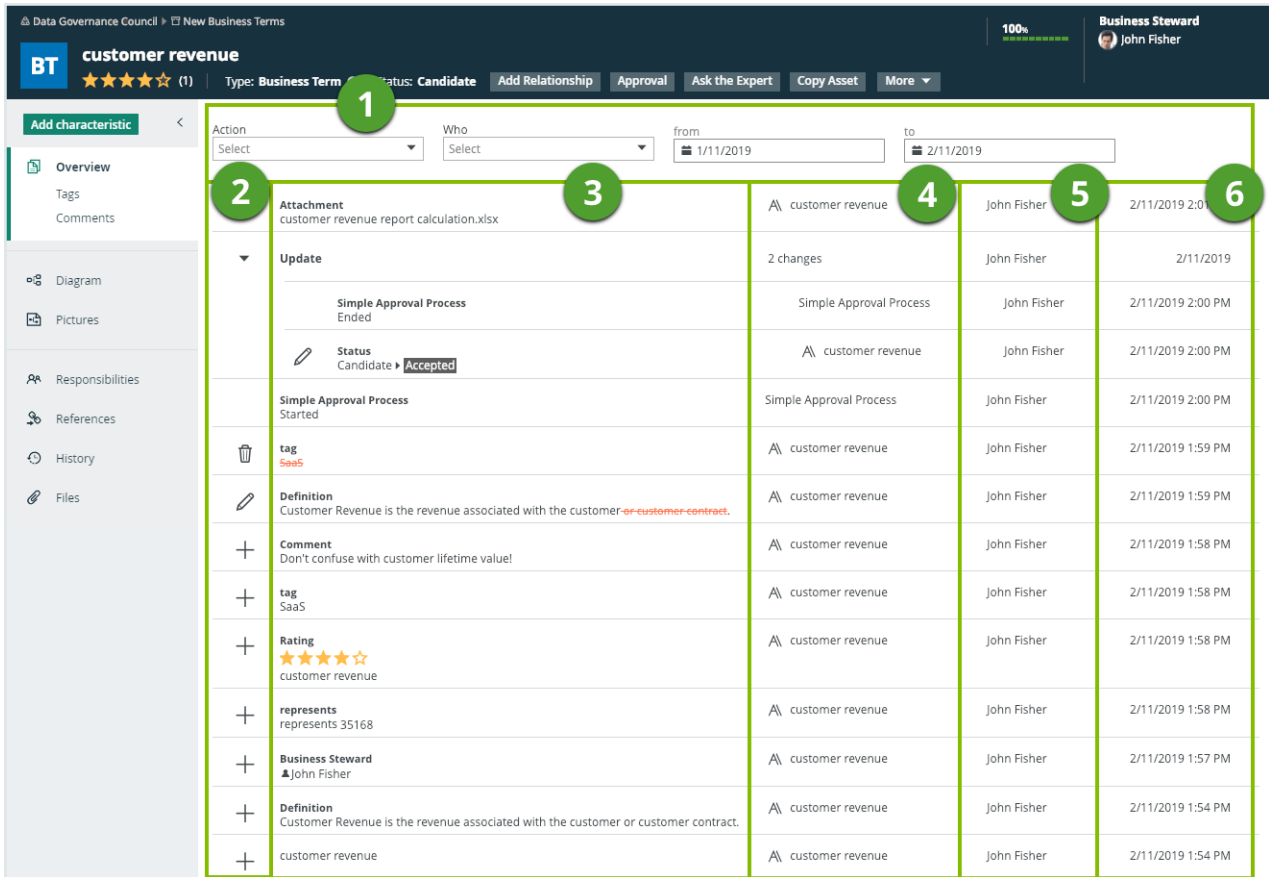 Data Governance Council New Business Terms
100%
Business Steward
John Fisher
BT
customer revenue
(1) Type: Business Term Status: Candidate Add Relationship Approval Ask the Expert Copy Asset More
Add characteristic
Overview
Tags
Comments
Diagram
Pictures
Responsibilities
References
History
Files
1
Action Who from to
Select Select 1/11/2019 2/11/2019
2 3 4 5 6
Attachment customer revenue John Fisher 2/11/2019
customer revenue report calculation.xlsx
Update 2 changes John Fisher 2/11/2019
Simple Approval Process Simple Approval Process John Fisher 2/11/2019 2:00 PM
Ended
Status customer revenue John Fisher 2/11/2019 2:00 PM
Candidate Accepted
Simple Approval Process Simple Approval Process John Fisher 2/11/2019 2:00 PM
Started
tag customer revenue John Fisher 2/11/2019 1:59 PM
SaaS
Definition customer revenue John Fisher 2/11/2019 1:59 PM
Customer Revenue is the revenue associated with the customer or customer contract.
Comment customer revenue John Fisher 2/11/2019 1:58 PM
Don't confuse with customer lifetime value!
tag customer revenue John Fisher 2/11/2019 1:58 PM
SaaS
Rating customer revenue John Fisher 2/11/2019 1:58 PM
customer revenue
represents customer revenue John Fisher 2/11/2019 1:58 PM
represents 35168
Business Steward customer revenue John Fisher 2/11/2019 1:57 PM
John Fisher
Definition customer revenue John Fisher 2/11/2019 1:54 PM
Customer Revenue is the revenue associated with the customer or customer contract.
customer revenue customer revenue John Fisher 2/11/2019 1:54 PM